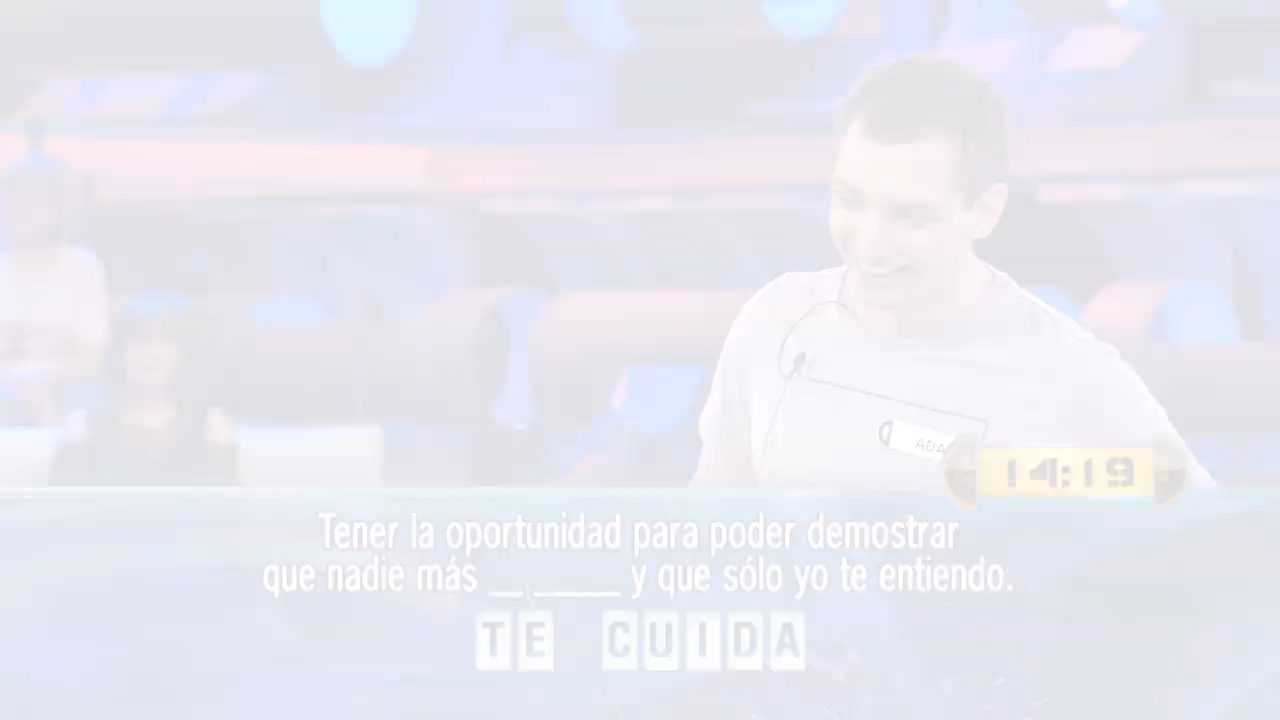 ADA
14:19
Tener la oportunidad para poder demostrar
que nadie más __ _____ y que sólo yo te entiendo.
TE CUIDA